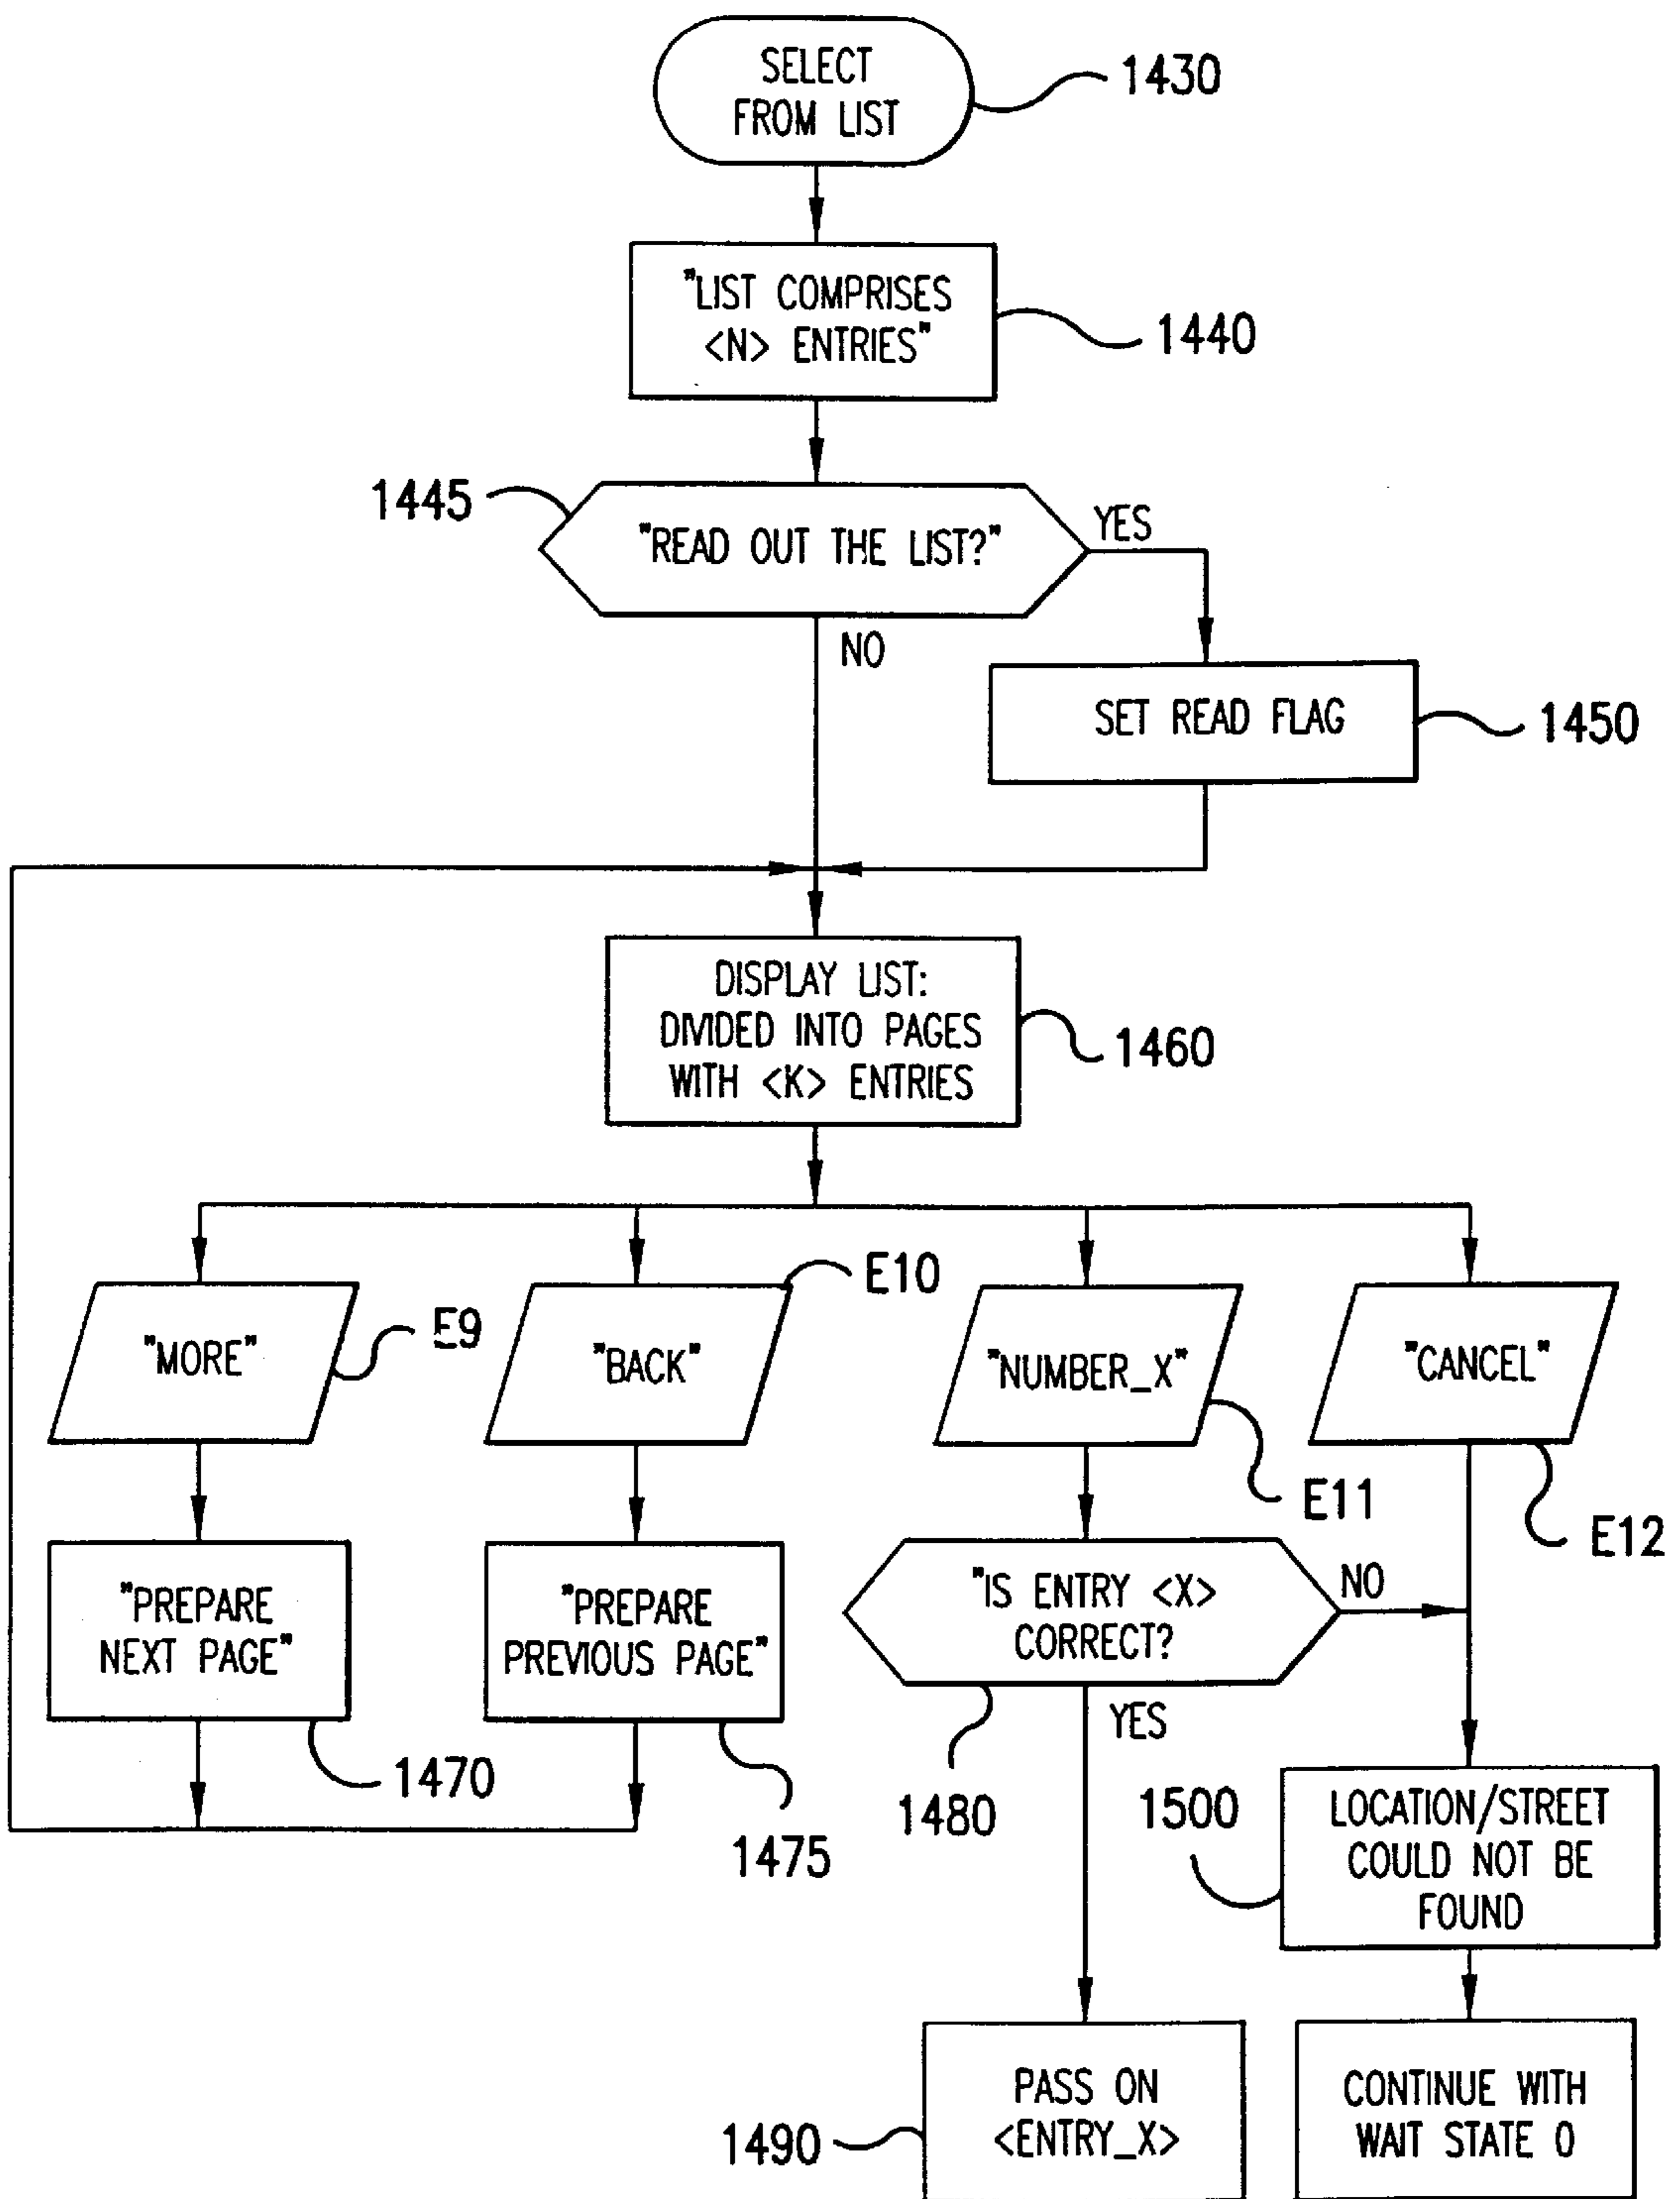 SELECT
FROM LIST
1430
"LIST COMPRISES
<N> ENTRIES"
1440
1445
"READ OUT THE LIST?"
YES
NO
SET READ FLAG
1450
DISPLAY LIST:
DIVIDED INTO PAGES
WITH <K> ENTRIES
1460
"MORE"
E9
"BACK"
E10
"NUMBER_X"
E11
"CANCEL"
E12
"PREPARE
NEXT PAGE"
1470
"PREPARE
PREVIOUS PAGE"
1475
"IS ENTRY <X>
CORRECT?
NO
YES
1480
1500
LOCATION/STREET
COULD NOT BE
FOUND
1490
PASS ON
<ENTRY_X>
CONTINUE WITH
WAIT STATE 0